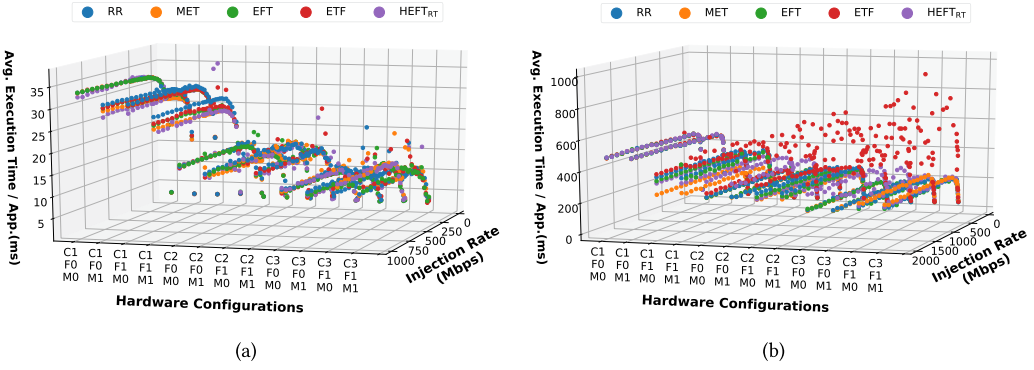 RR MET EFT ETF HEFTRT
Avg. Execution Time / App.(ms)
35
30
25
20
15
10
5
C1 C1 C1 C1 C2 C2 C2 C2 C3 C3 C3 C3
F0 F0 F1 F1 F0 F0 F1 F1 F0 F0 F1 F1
M0 M1 M0 M1 M0 M1 M0 M1 M0 M1 M0 M1
Hardware Configurations
1000 750 500 250 0
Injection Rate
(Mbps)
(a)
RR MET EFT ETF HEFTRT
Avg. Execution Time / App.(ms)
1000
800
600
400
200
0
C1 C1 C1 C1 C2 C2 C2 C2 C3 C3 C3 C3
F0 F0 F1 F1 F0 F0 F1 F1 F0 F0 F1 F1
M0 M1 M0 M1 M0 M1 M0 M1 M0 M1 M0 M1
Hardware Configurations
2000 1500 1000 500 0
Injection Rate
(Mbps)
(b)